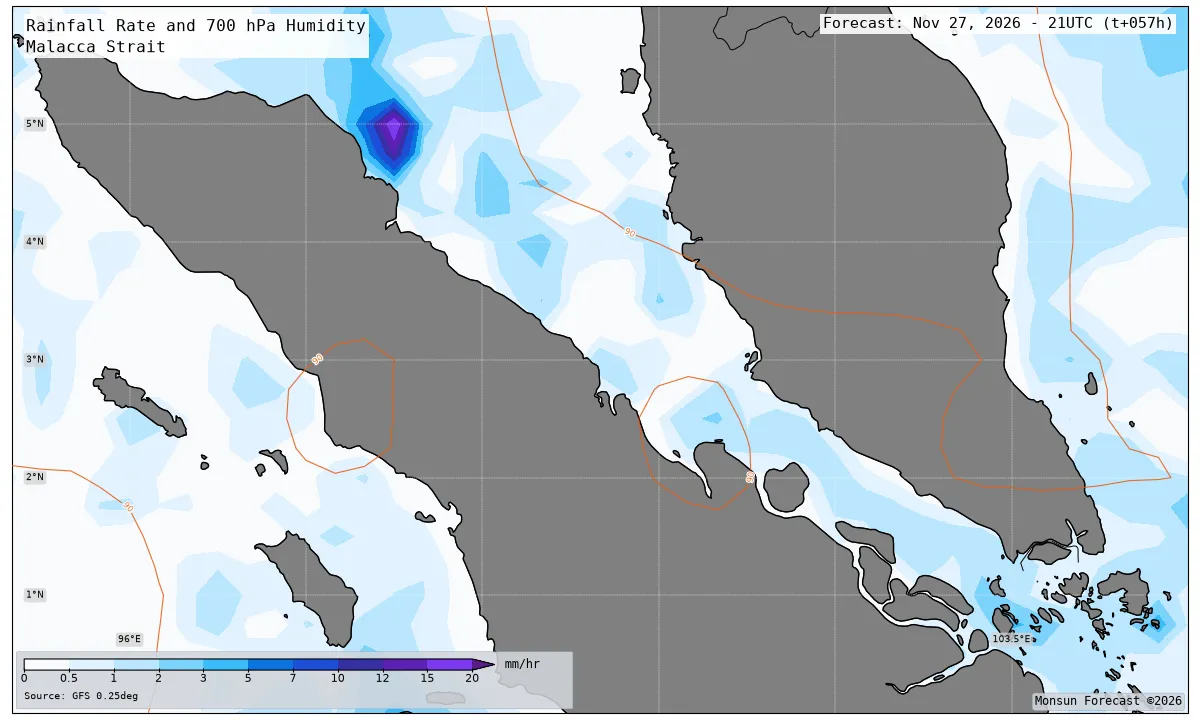 Rainfall Rate and 700 hPa Humidity
Malacca Strait
Forecast: Nov 27, 2026 - 21UTC (t+057h)
5°N
4°N
90
3°N
90
2°N
90
90
1°N
96°E
103.5°E
mm/hr
0 0.5 1 2 3 5 7 10 12 15 20
Source: GFS 0.25deg
Monsun Forecast ©2026